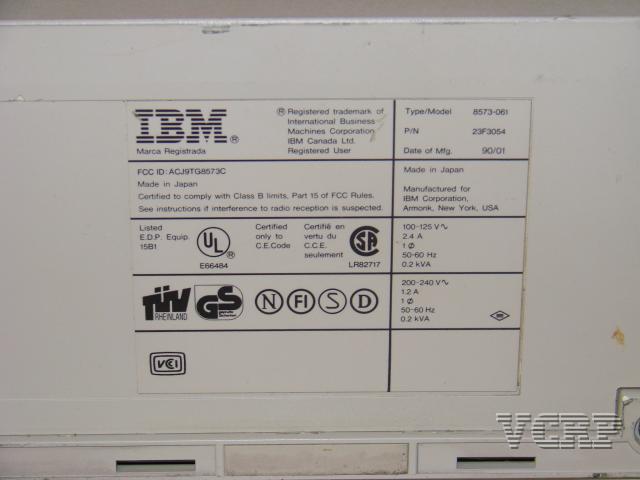 IBM ®
Marca Registrada
® Registered trademark of
International Business
Machines Corporation
IBM Canada Ltd.
Registered User
Type/Model 8573-061
P/N 23F3054
Date of Mfg. 90/01
FCC ID: ACJ9TG8573C
Made in Japan
Certified to comply with Class B limits, Part 15 of FCC Rules.
See instructions if interference to radio reception is suspected.
Made in Japan
Manufactured for
IBM Corporation,
Armonk, New York, USA
Listed
E.D.P. Equip.
15B1
UL ®
E66484
Certified
only to
C.E.Code
Certifié en
vertu du
C.C.E.
seulement
SA
LR82717
100-125 V∿
2.4 A
1 Ø
50-60 Hz
0.2 kVA
TÜV
RHEINLAND
GS
geprüfte
Sicherheit
N FI S D
200-240 V∿
1.2 A
1 Ø
50-60 Hz
0.2 kVA
VCI
VCRP